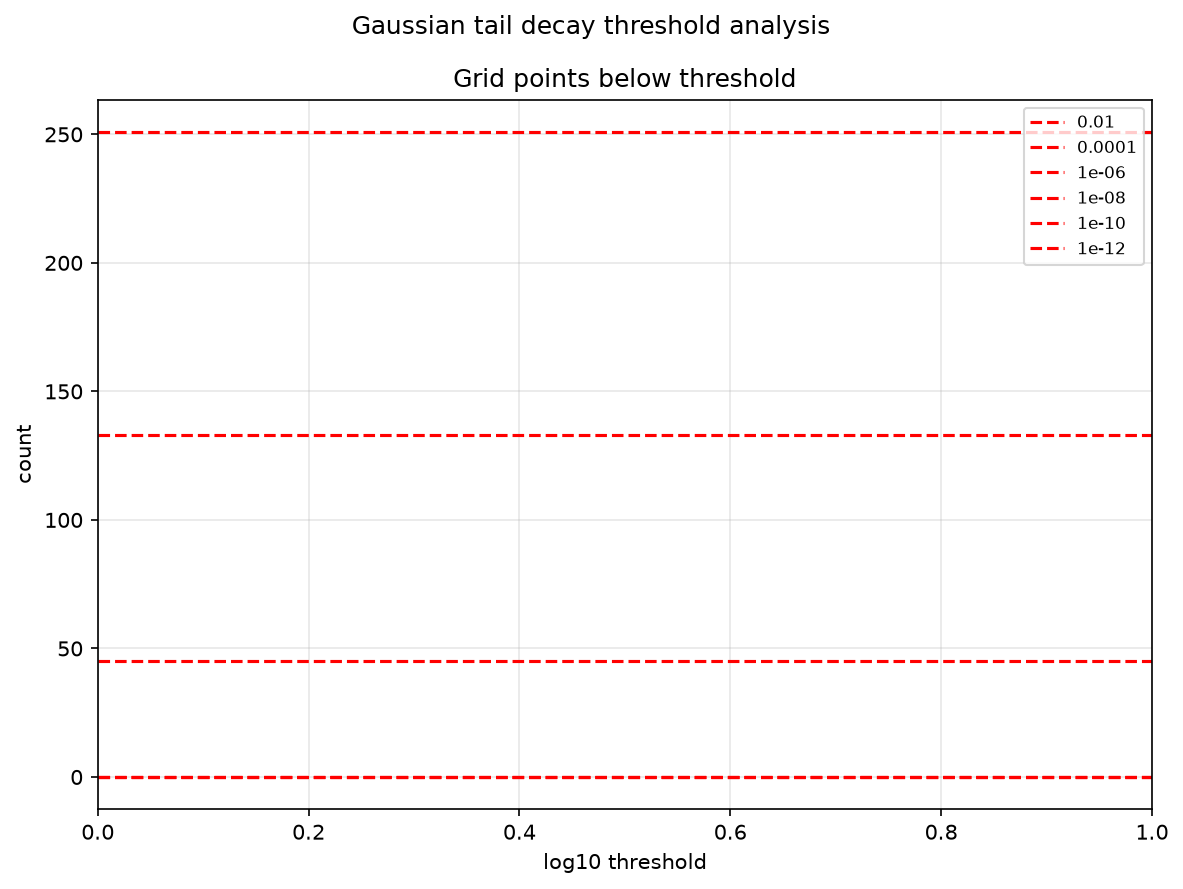 Gaussian tail decay threshold analysis
Grid points below threshold
250
200
150
100
50
0
count
0.01
0.0001
1e-06
1e-08
1e-10
1e-12
0.0 0.2 0.4 0.6 0.8 1.0
log10 threshold